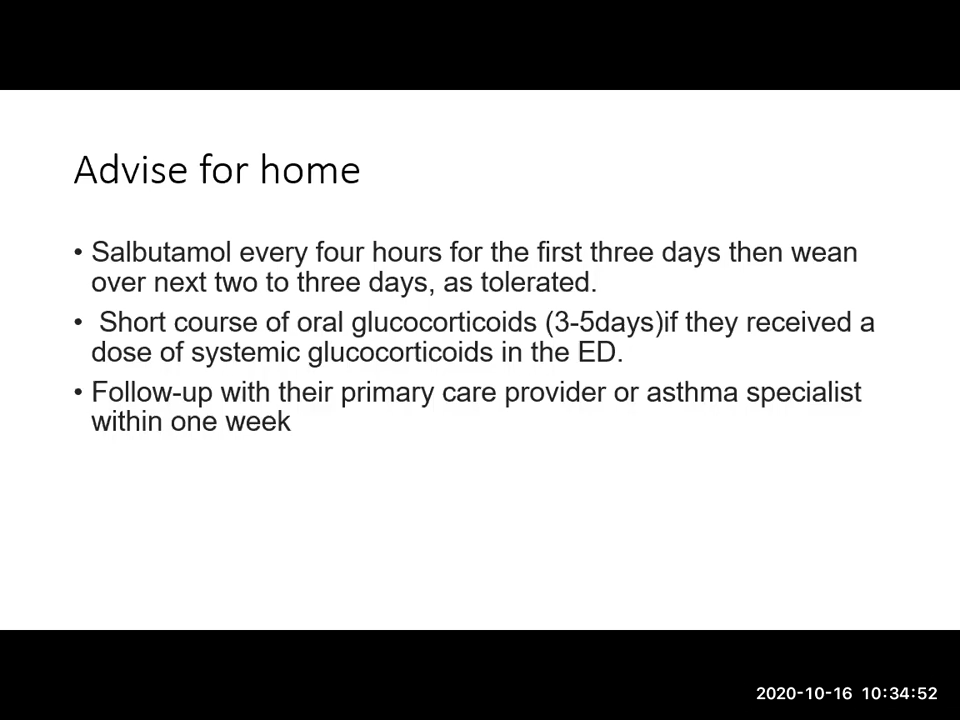 Advise for home
• Salbutamol every four hours for the first three days then wean
over next two to three days, as tolerated.
• Short course of oral glucocorticoids (3-5days)if they received a
dose of systemic glucocorticoids in the ED.
• Follow-up with their primary care provider or asthma specialist
within one week
2020-10-16 10:34:52